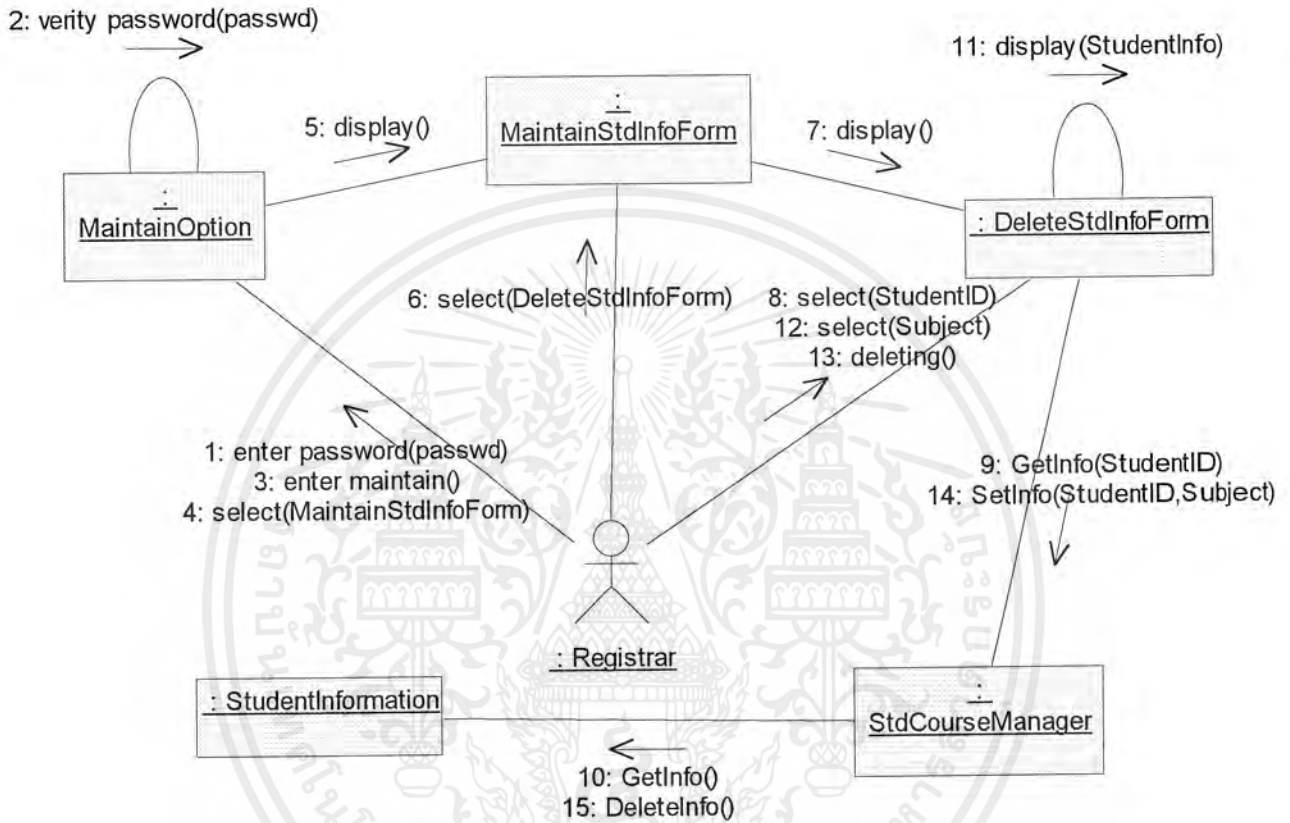 2: verity password(passwd)
11: display(StudentInfo)
:
MaintainStdInfoForm
5: display()
7: display()
:
MaintainOption
: DeleteStdInfoForm
6: select(DeleteStdInfoForm)
8: select(StudentID)
12: select(Subject)
13: deleting()
1: enter password(passwd)
3: enter maintain()
4: select(MaintainStdInfoForm)
9: GetInfo(StudentID)
14: SetInfo(StudentID,Subject)
: Registrar
: StudentInformation
:
StdCourseManager
10: GetInfo()
15: DeleteInfo()